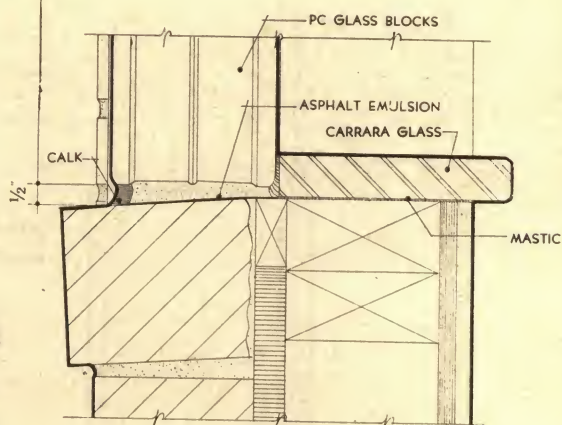 PC GLASS BLOCKS
ASPHALT EMULSION
CARRARA GLASS
CALK
1/2"
MASTIC